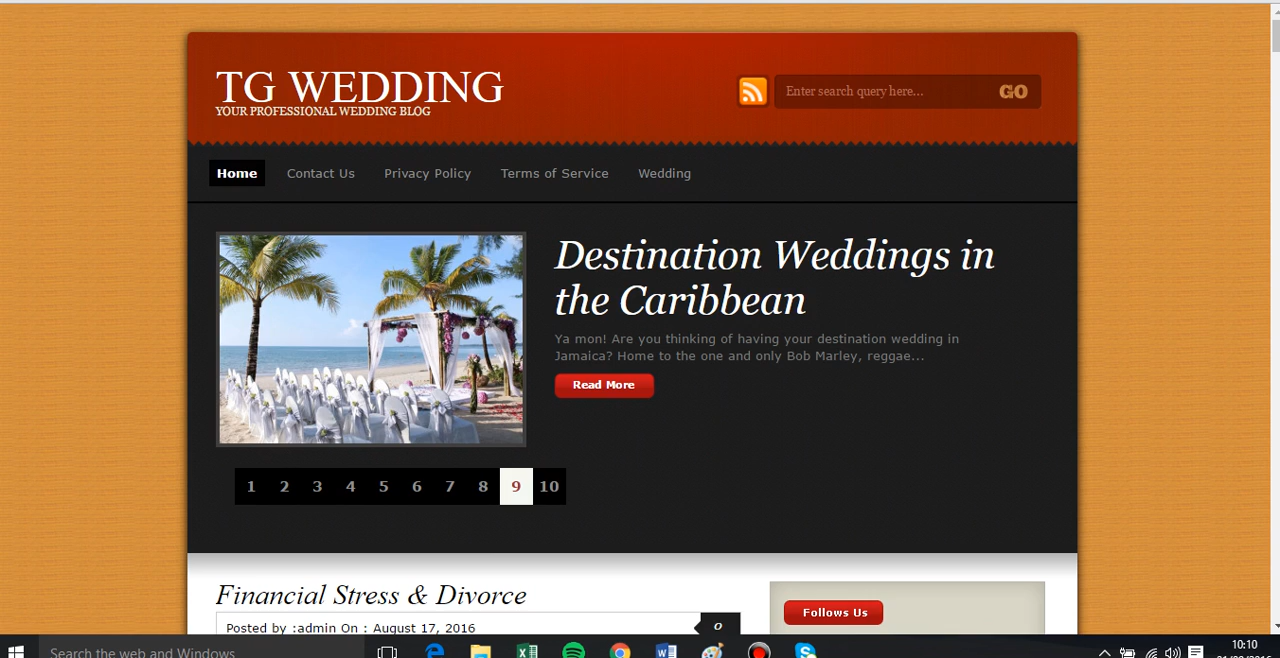 TG WEDDING
YOUR PROFESSIONAL WEDDING BLOG
Enter search query here...
GO
Home
Contact Us
Privacy Policy
Terms of Service
Wedding
Destination Weddings in
the Caribbean
Ya mon! Are you thinking of having your destination wedding in
Jamaica? Home to the one and only Bob Marley, reggae...
Read More
1 2 3 4 5 6 7 8 9 10
Financial Stress & Divorce
Posted by :admin On : August 17, 2016
0
Follows Us
Search the web and Windows
10:10